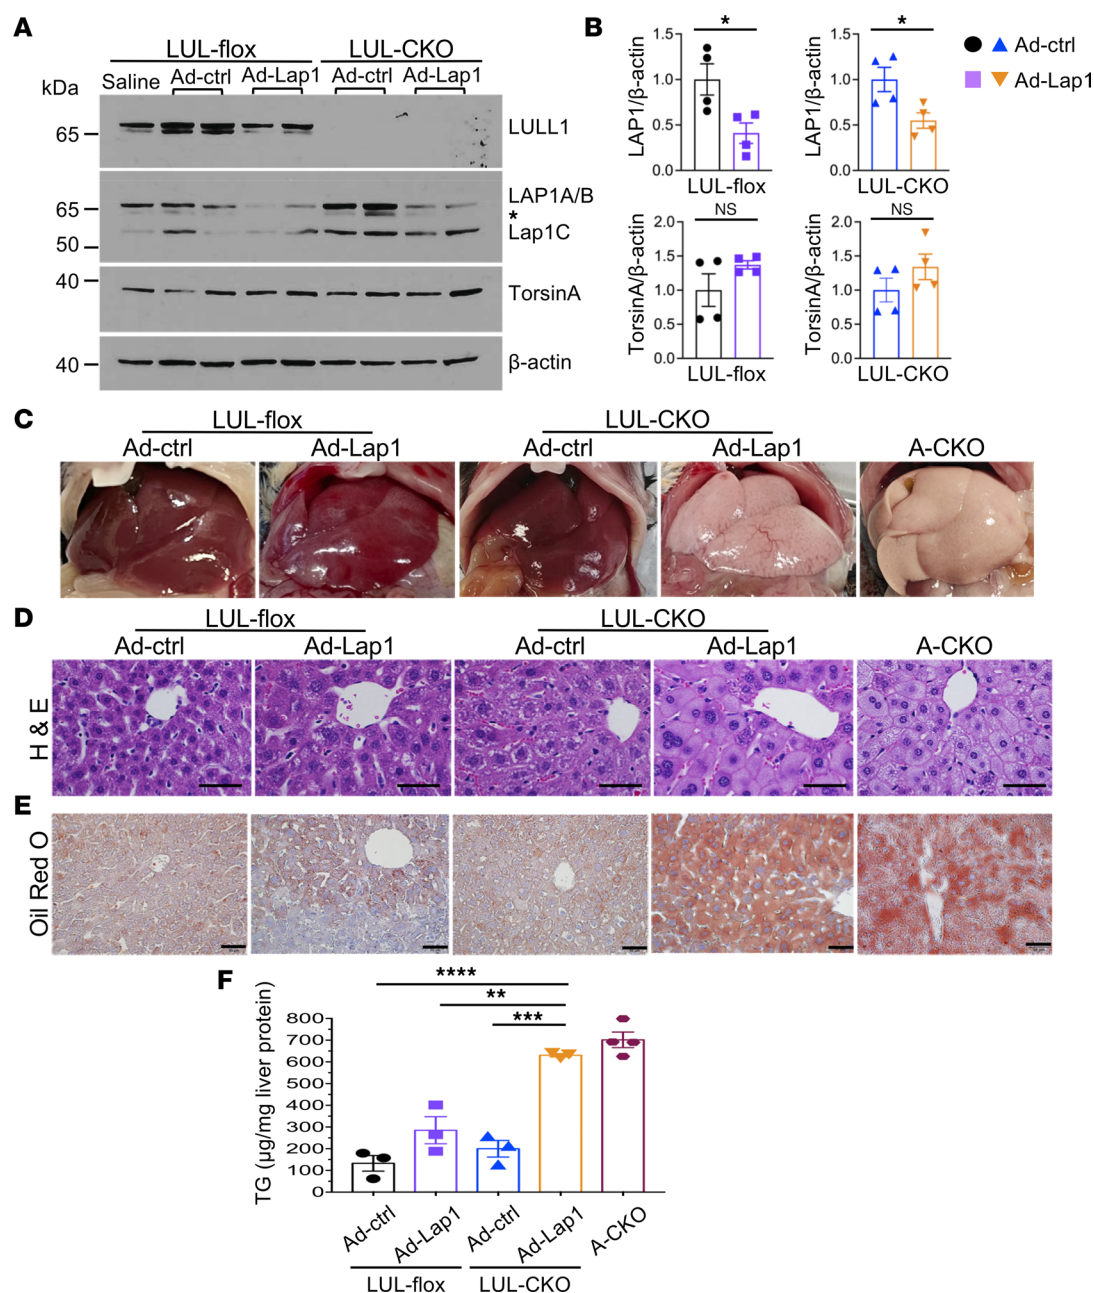 A
LUL-flox LUL-CKO
kDa Saline Ad-ctrl Ad-Lap1 Ad-ctrl Ad-Lap1
65 LULL1
65 LAP1A/B
*
50 Lap1C
40 TorsinA
40 β-actin
B
LAP1/β-actin
1.5
1.0
0.5
0.0
*
LUL-flox
LAP1/β-actin
1.5
1.0
0.5
0.0
*
LUL-CKO
Ad-ctrl
Ad-Lap1
TorsinA/β-actin
2.0
1.5
1.0
0.5
0.0
NS
LUL-flox
TorsinA/β-actin
2.0
1.5
1.0
0.5
0.0
NS
LUL-CKO
C
LUL-flox LUL-CKO
Ad-ctrl Ad-Lap1 Ad-ctrl Ad-Lap1 A-CKO
D
LUL-flox LUL-CKO
Ad-ctrl Ad-Lap1 Ad-ctrl Ad-Lap1 A-CKO
H & E
E
Oil Red O
F
TG (µg/mg liver protein)
800
700
600
500
400
300
200
100
0
****
**
***
Ad-ctrl Ad-Lap1 Ad-ctrl Ad-Lap1 A-CKO
LUL-flox LUL-CKO